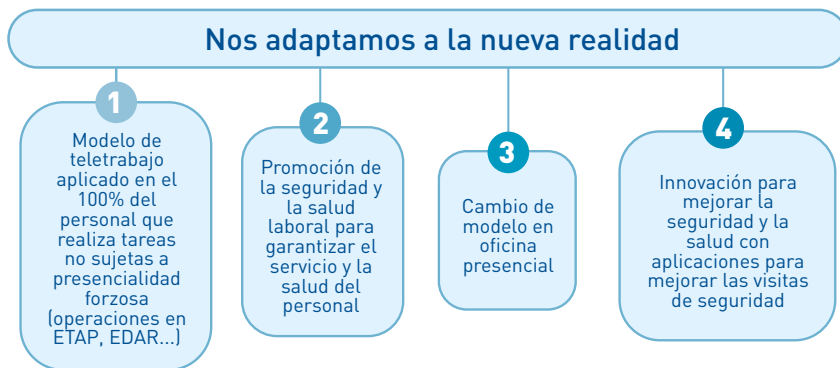 Nos adaptamos a la nueva realidad
1
Modelo de
teletrabajo
aplicado en el
100% del
personal que
realiza tareas
no sujetas a
presencialidad
forzosa
(operaciones en
ETAP, EDAR...)
2
Promoción de
la seguridad y
la salud
laboral para
garantizar el
servicio y la
salud del
personal
3
Cambio de
modelo en
oficina
presencial
4
Innovación para
mejorar la
seguridad y la
salud con
aplicaciones para
mejorar las visitas
de seguridad